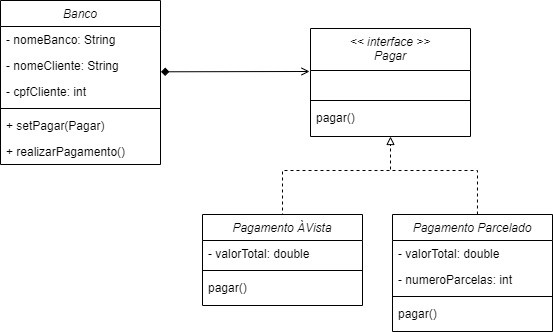 Banco
- nomeBanco: String
- nomeCliente: String
- cpfCliente: int
+ setPagar(Pagar)
+ realizarPagamento()
<< interface >>
Pagar
pagar()
Pagamento ÀVista
- valorTotal: double
pagar()
Pagamento Parcelado
- valorTotal: double
- numeroParcelas: int
pagar()